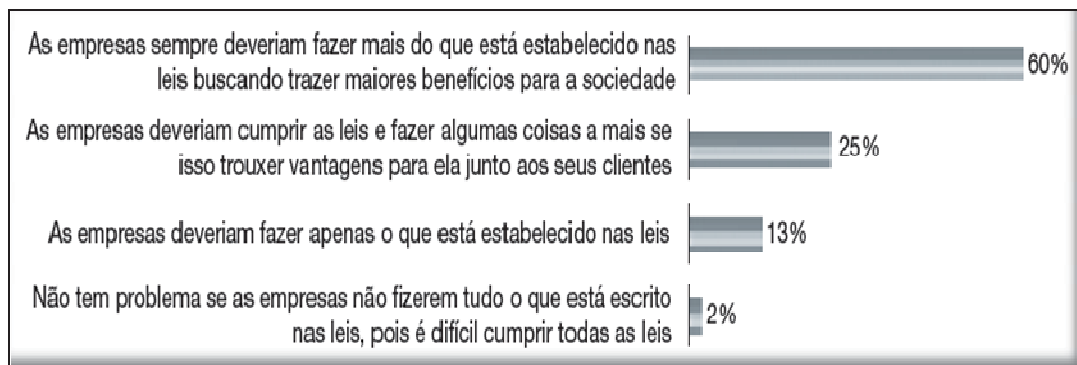 As empresas sempre deveriam fazer mais do que está estabelecido nas
leis buscando trazer maiores benefícios para a sociedade
60%
As empresas deveriam cumprir as leis e fazer algumas coisas a mais se
isso trouxer vantagens para ela junto aos seus clientes
25%
As empresas deveriam fazer apenas o que está estabelecido nas leis
13%
Não tem problema se as empresas não fizerem tudo o que está escrito
nas leis, pois é difícil cumprir todas as leis
2%